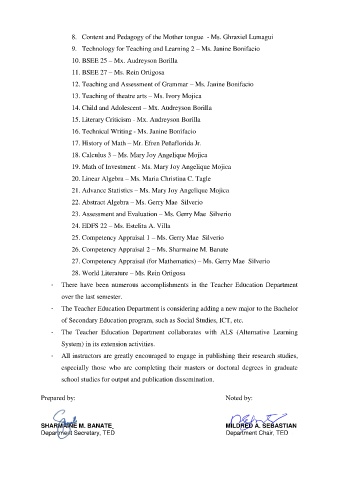 8. Content and Pedagogy of the Mother tongue - Ms. Ghraxiel Lumagui
9. Technology for Teaching and Learning 2 – Ms. Janine Bonifacio
10. BSEE 25 – Mx. Audreyson Borilla
11. BSEE 27 – Ms. Rein Ortigosa
12. Teaching and Assessment of Grammar – Ms. Janine Bonifacio
13. Teaching of theatre arts – Ms. Ivory Mojica
14. Child and Adolescent – Mx. Audreyson Borilla
15. Literary Criticism - Mx. Audreyson Borilla
16. Technical Writing - Ms. Janine Bonifacio
17. History of Math – Mr. Efren Peñaflorida Jr.
18. Calculus 3 – Ms. Mary Joy Angelique Mojica
19. Math of Investment - Ms. Mary Joy Angelique Mojica
20. Linear Algebra – Ms. Maria Christina C. Tagle
21. Advance Statistics – Ms. Mary Joy Angelique Mojica
22. Abstract Algebra – Ms. Gerry Mae Silverio
23. Assessment and Evaluation – Ms. Gerry Mae Silverio
24. EDFS 22 – Ms. Estelita A. Villa
25. Competency Appraisal 1 – Ms. Gerry Mae Silverio
26. Competency Appraisal 2 – Ms. Sharmaine M. Banate
27. Competency Appraisal (for Mathematics) – Ms. Gerry Mae Silverio
28. World Literature – Ms. Rein Ortigosa
- There have been numerous accomplishments in the Teacher Education Department
over the last semester.
- The Teacher Education Department is considering adding a new major to the Bachelor
of Secondary Education program, such as Social Studies, ICT, etc.
- The Teacher Education Department collaborates with ALS (Alternative Learning
System) in its extension activities.
- All instructors are greatly encouraged to engage in publishing their research studies,
especially those who are completing their masters or doctoral degrees in graduate
school studies for output and publication dissemination.
Prepared by: Noted by:
SHARMAINE M. BANATE MILDRED A. SEBASTIAN
Department Secretary, TED Department Chair, TED